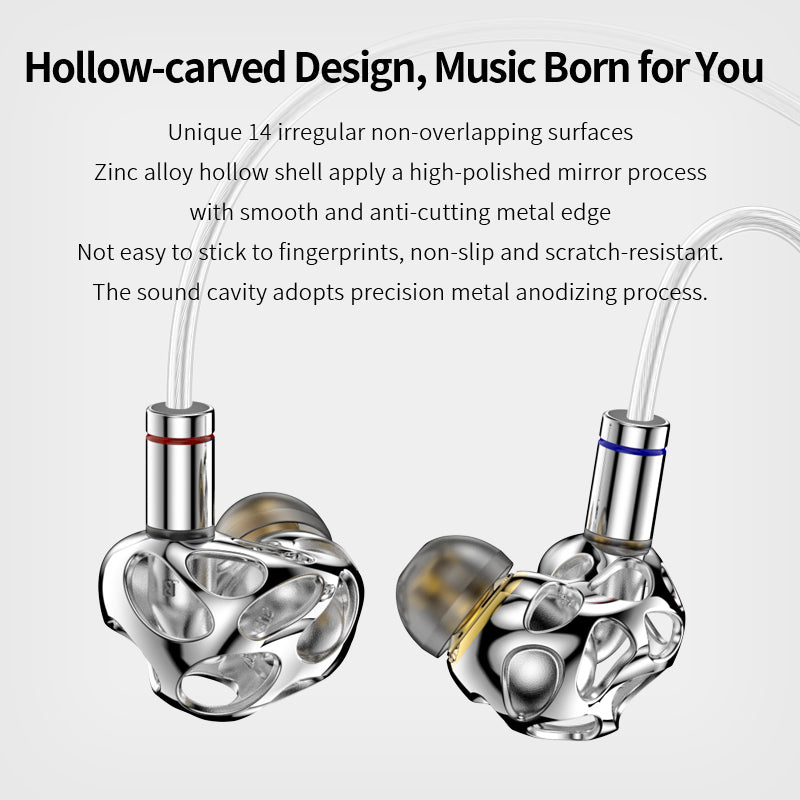 Hollow-carved Design, Music Born for You
Unique 14 irregular non-overlapping surfaces
Zinc alloy hollow shell apply a high-polished mirror process
with smooth and anti-cutting metal edge
Not easy to stick to fingerprints, non-slip and scratch-resistant.
The sound cavity adopts precision metal anodizing process.